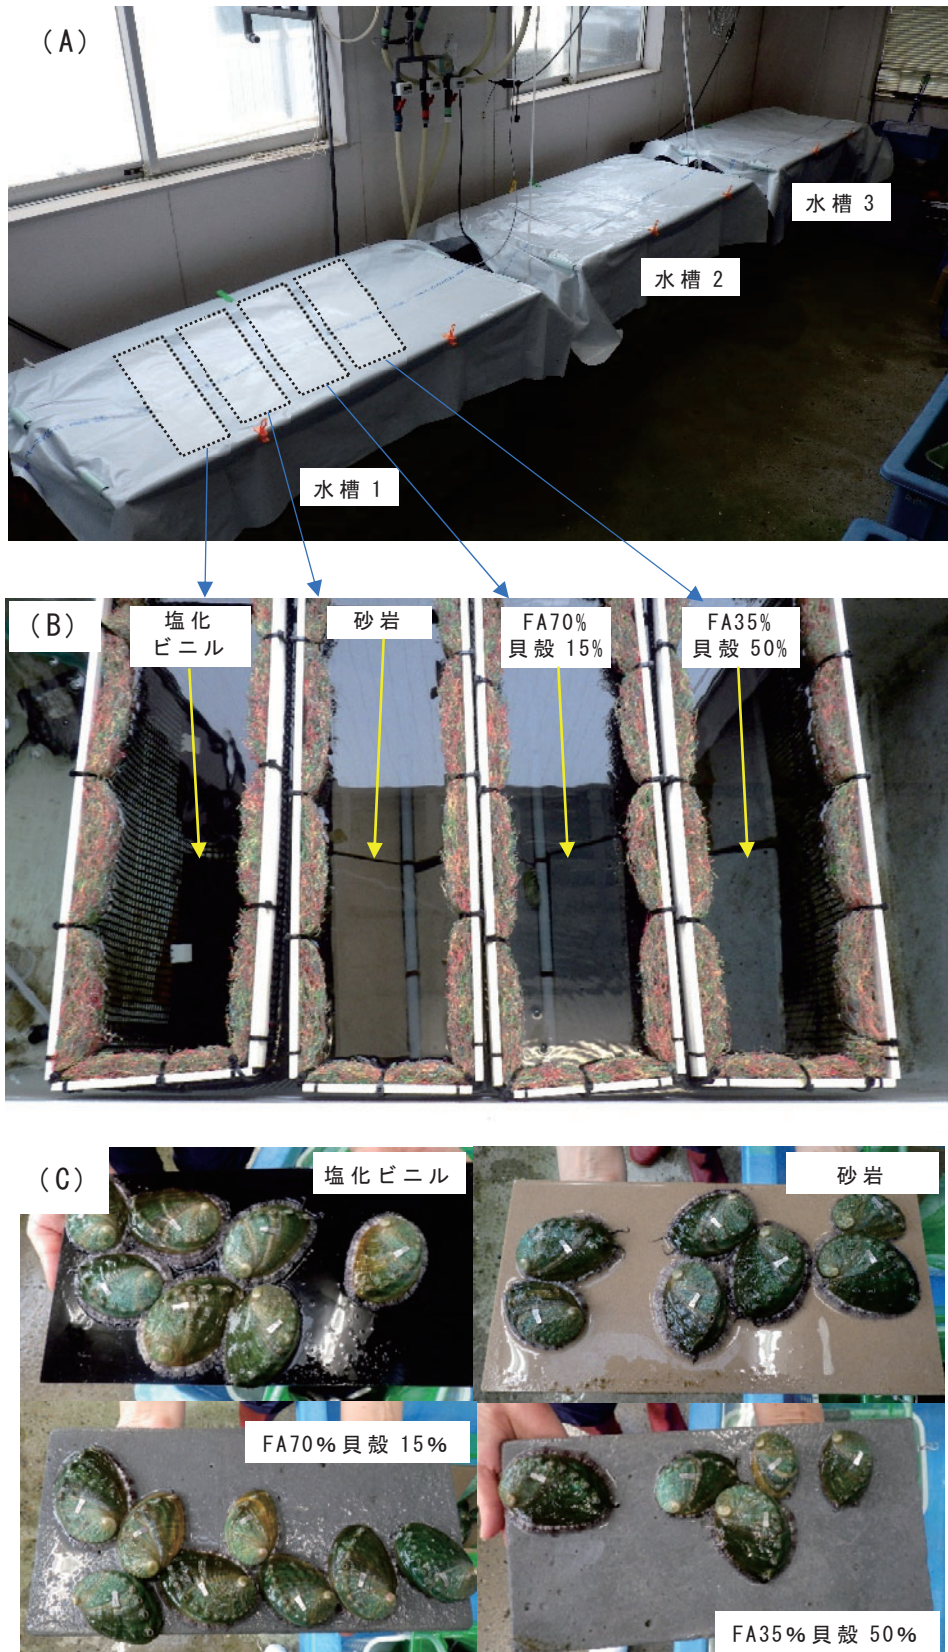 (A)
水槽 3
水槽 2
水槽 1
(B)
塩化
ビニル
砂岩
FA70%
貝殻 15%
FA35%
貝殻 50%
(C)
塩化ビニル
砂岩
FA70%貝殻 15%
FA35%貝殻 50%